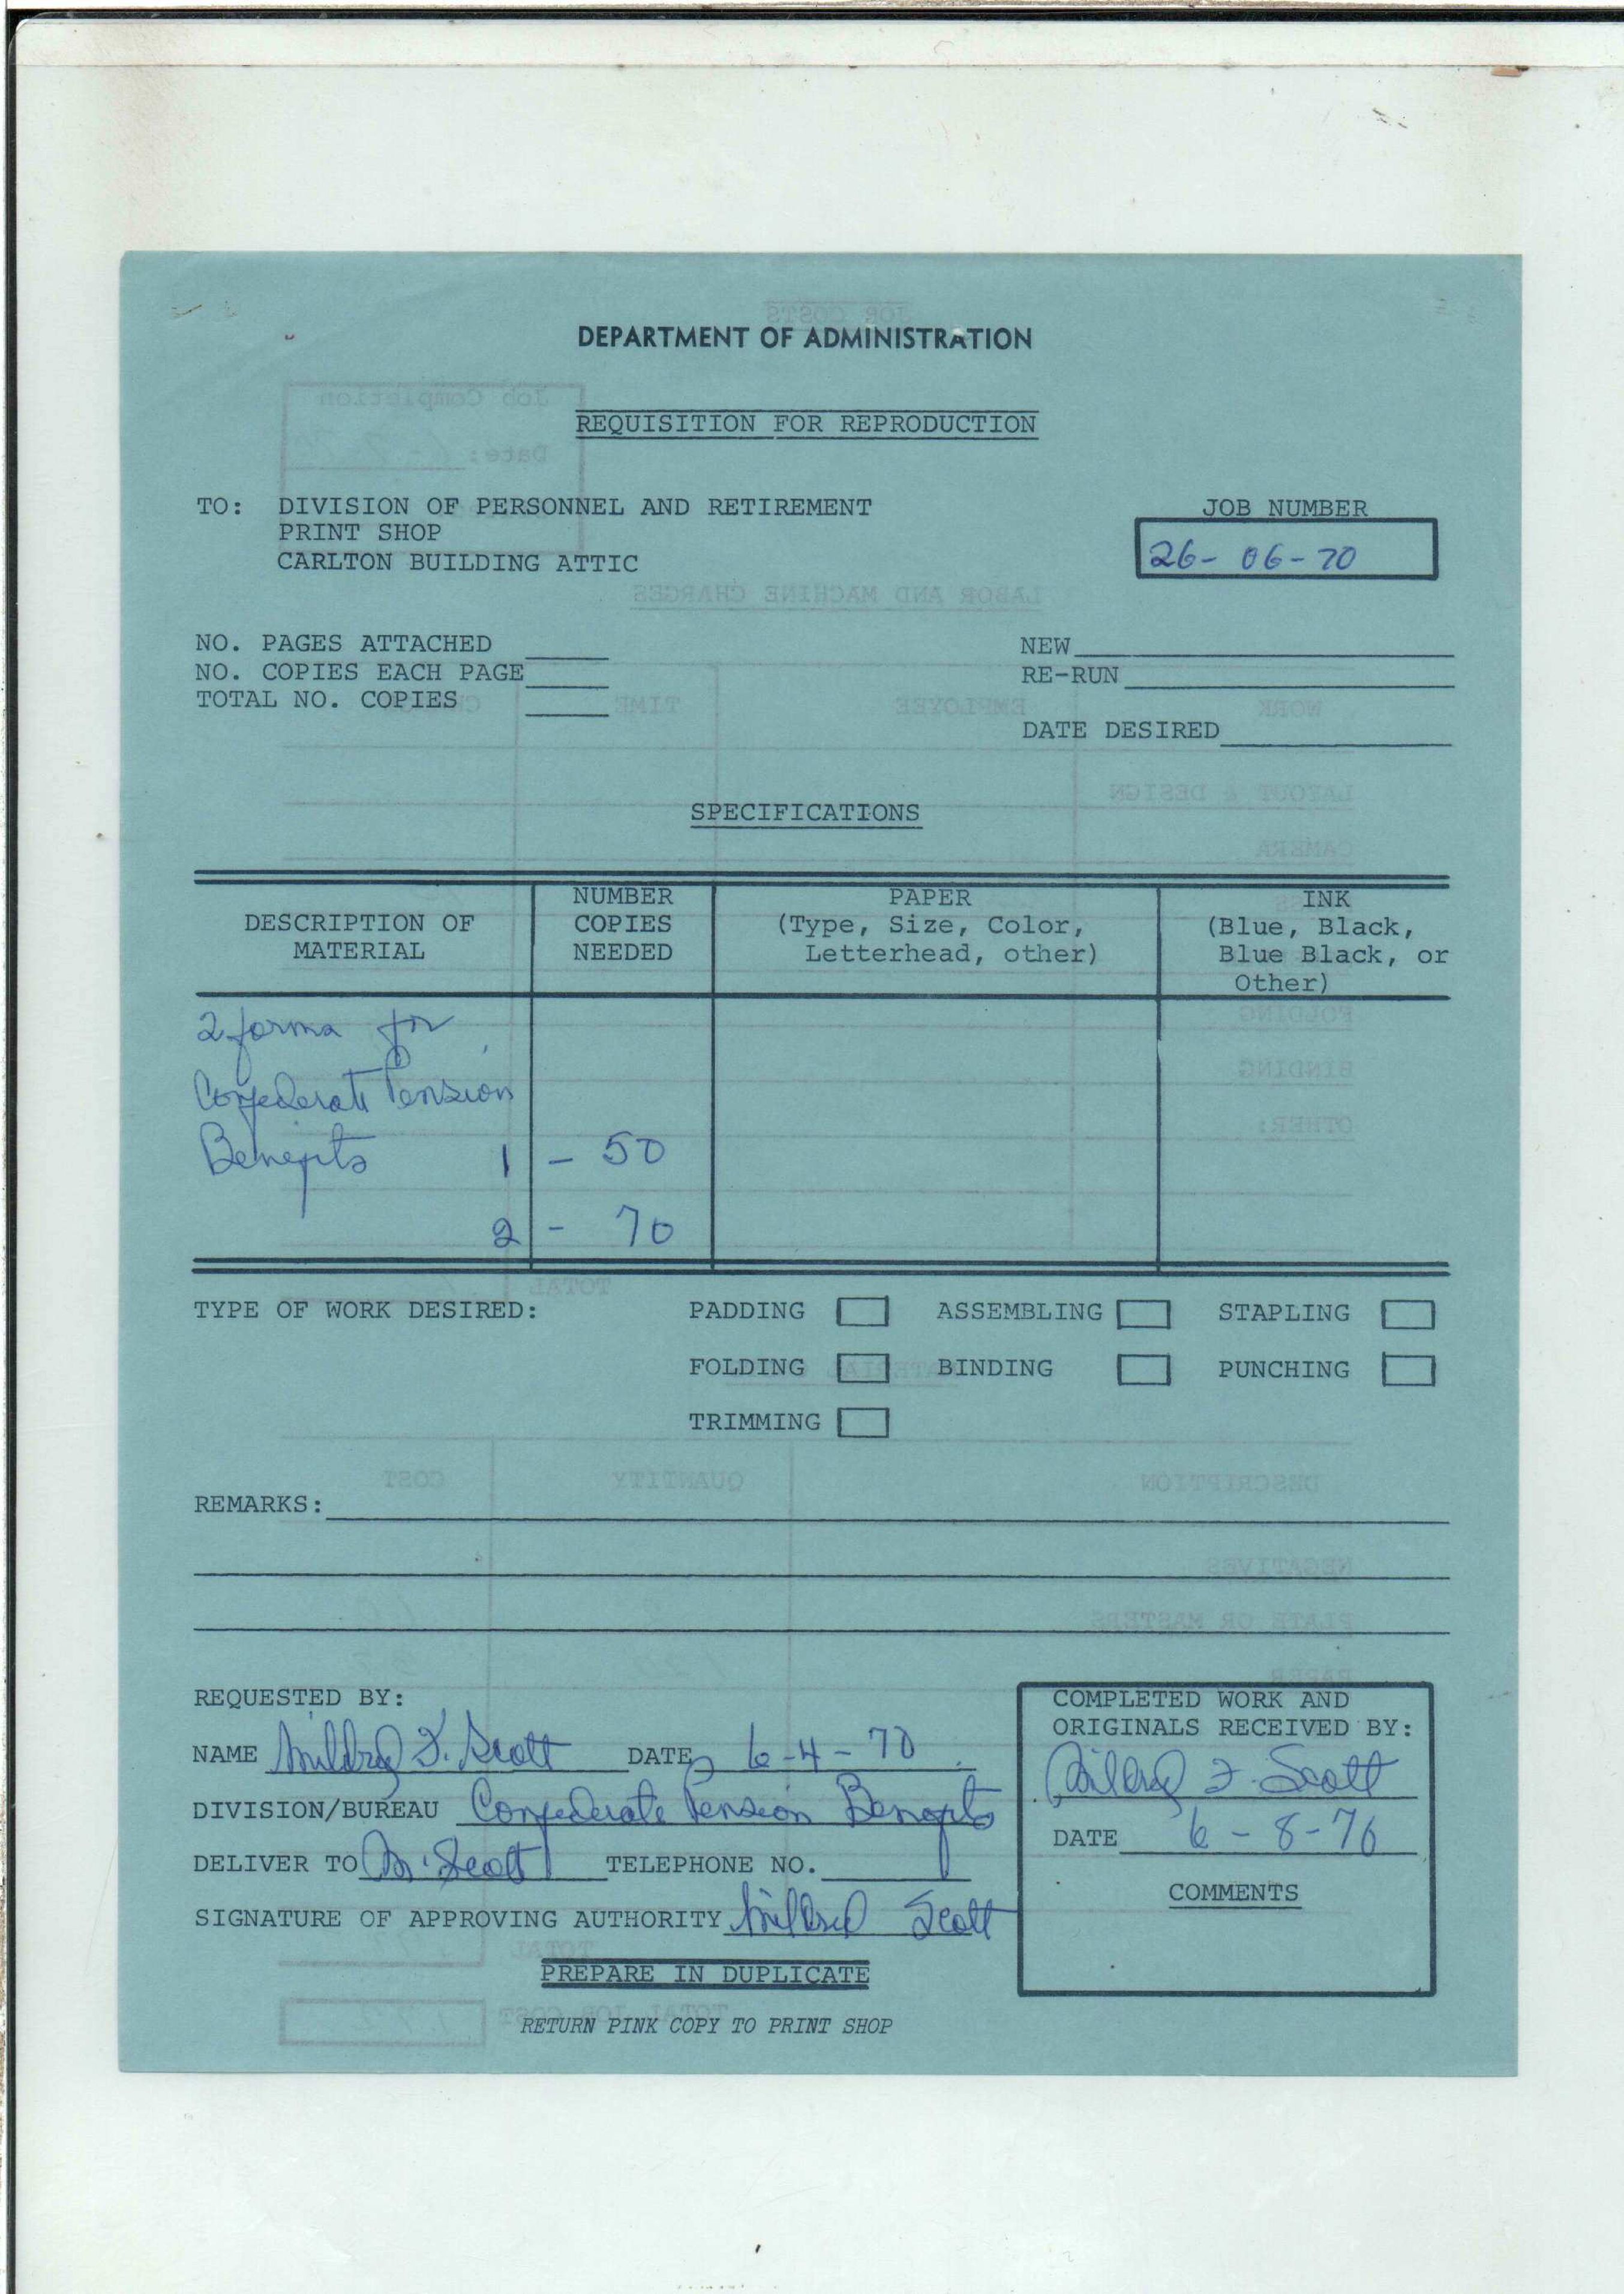 DEPARTMENT OF ADMINISTRATION
REQUISITION FOR REPRODUCTION
TO: DIVISION OF PERSONNEL AND RETIREMENT
PRINT SHOP
CARLTON BUILDING ATTIC
JOB NUMBER
26-06-70
NO. PAGES ATTACHED
NO. COPIES EACH PAGE
TOTAL NO. COPIES
NEW
RE-RUN
DATE DESIRED
SPECIFICATIONS
DESCRIPTION OF MATERIAL
NUMBER COPIES NEEDED
PAPER
(Type, Size, Color,
Letterhead, other)
INK
(Blue, Black,
Blue Black, or
Other)
2 forms for
Confederate Pension
Benefits 1 - 50
2 - 70
TYPE OF WORK DESIRED: PADDING ASSEMBLING STAPLING
FOLDING BINDING PUNCHING
TRIMMING
REMARKS:
REQUESTED BY:
NAME Mildred F. Scott DATE 6-4-70
DIVISION/BUREAU Confederate Pension Benefits
DELIVER TO M. Scott TELEPHONE NO.
SIGNATURE OF APPROVING AUTHORITY Mildred Scott
COMPLETED WORK AND
ORIGINALS RECEIVED BY:
Mildred F. Scott
DATE 6-8-70
COMMENTS
PREPARE IN DUPLICATE
RETURN PINK COPY TO PRINT SHOP